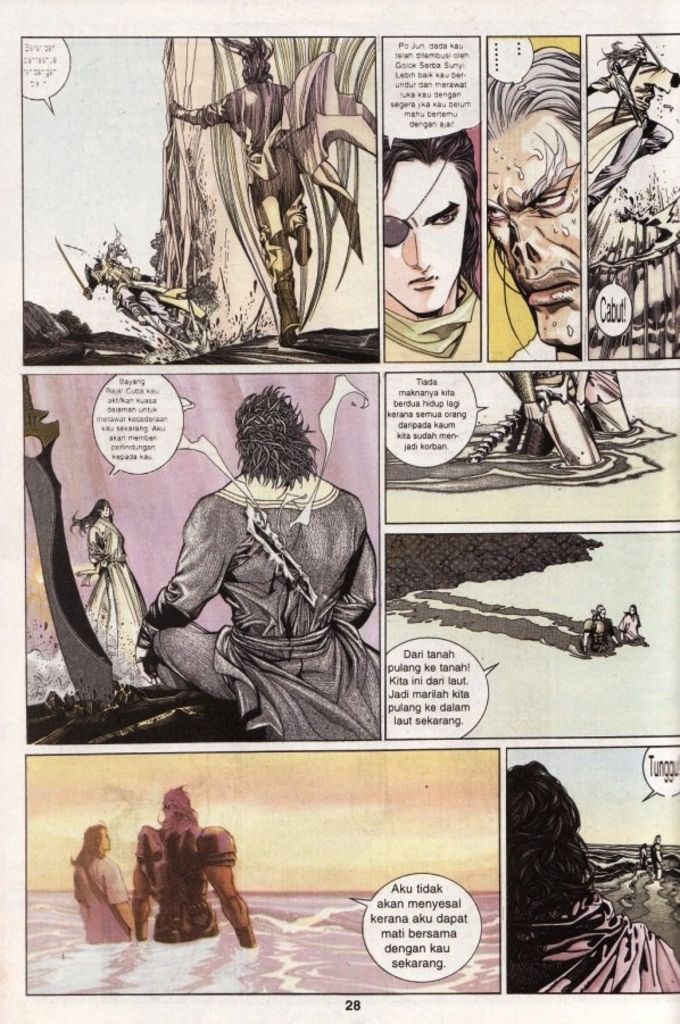 Po Jun, dada kau
telah ditembusi oleh
Golok Serba Sunyi.
Lebih baik kau ber-
undur dan merawat
luka kau dengan
segera jika kau belum
mahu bertemu
dengan ajal!
Cabut!
Bayang
Raja! Cuba kau
aktifkan kuasa
dalaman untuk
merawat kecederaan
kau sekarang. Aku
akan memberi
perlindungan
kepada kau.
Tiada
maknanya kita
berdua hidup lagi
kerana semua orang
daripada kaum
kita sudah men-
jadi korban.
Dari tanah
pulang ke tanah!
Kita ini dari laut.
Jadi marilah kita
pulang ke dalam
laut sekarang.
Aku tidak
akan menyesal
kerana aku dapat
mati bersama
dengan kau
sekarang.
Tunggu!
28